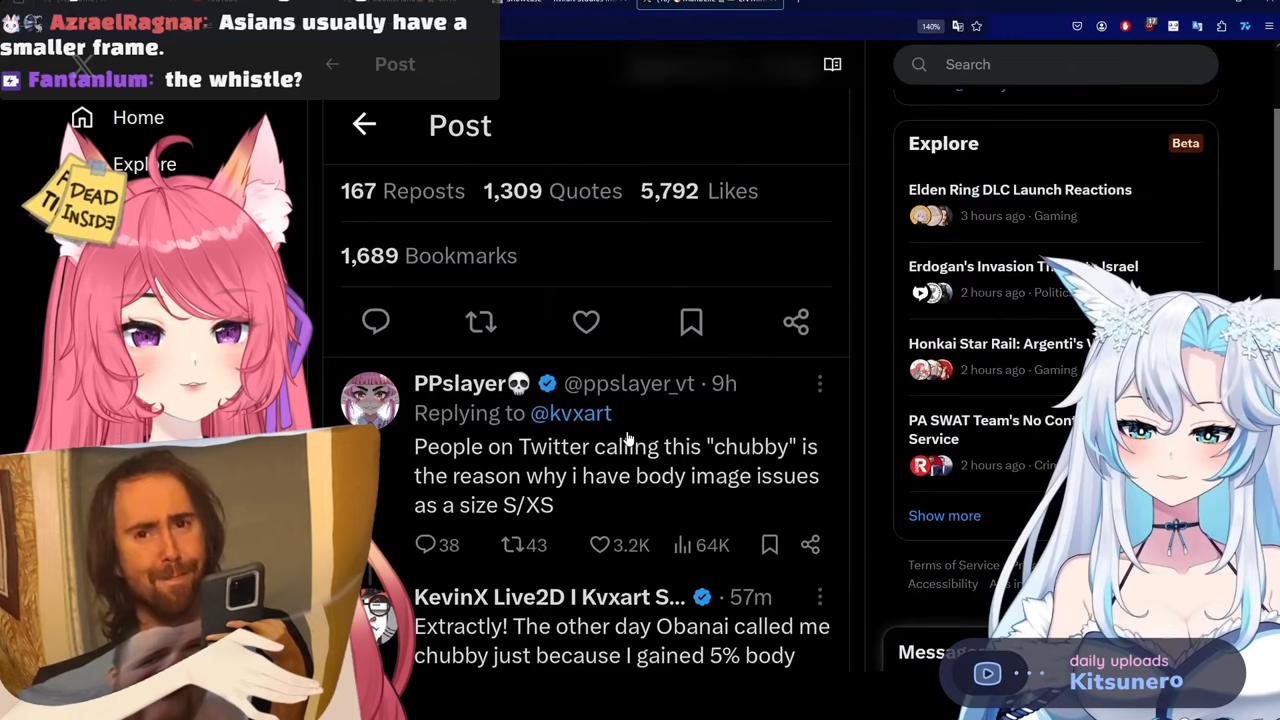 AzraelRagnar: Asians usually have a
smaller frame.
Fantanium: the whistle?
Post
Home
Explore
DEAD
INSIDE
Post
167 Reposts 1,309 Quotes 5,792 Likes
1,689 Bookmarks
PPslayer💀 @ppslayer_vt · 9h
Replying to @kvxart
People on Twitter calling this "chubby" is
the reason why i have body image issues
as a size S/XS
38 43 3.2K 64K
KevinX Live2D I Kvxart S... · 57m
Extractly! The other day Obanai called me
chubby just because I gained 5% body
140%
Search
Explore Beta
Elden Ring DLC Launch Reactions
3 hours ago · Gaming
Erdogan's Invasion Israel
2 hours ago ·
Honkai Star Rail: Argenti's
2 hours ago · Gaming
PA SWAT Team's No
Service
2 hours ago ·
Show more
Terms of Service
Accessibility
daily uploads
Kitsunero